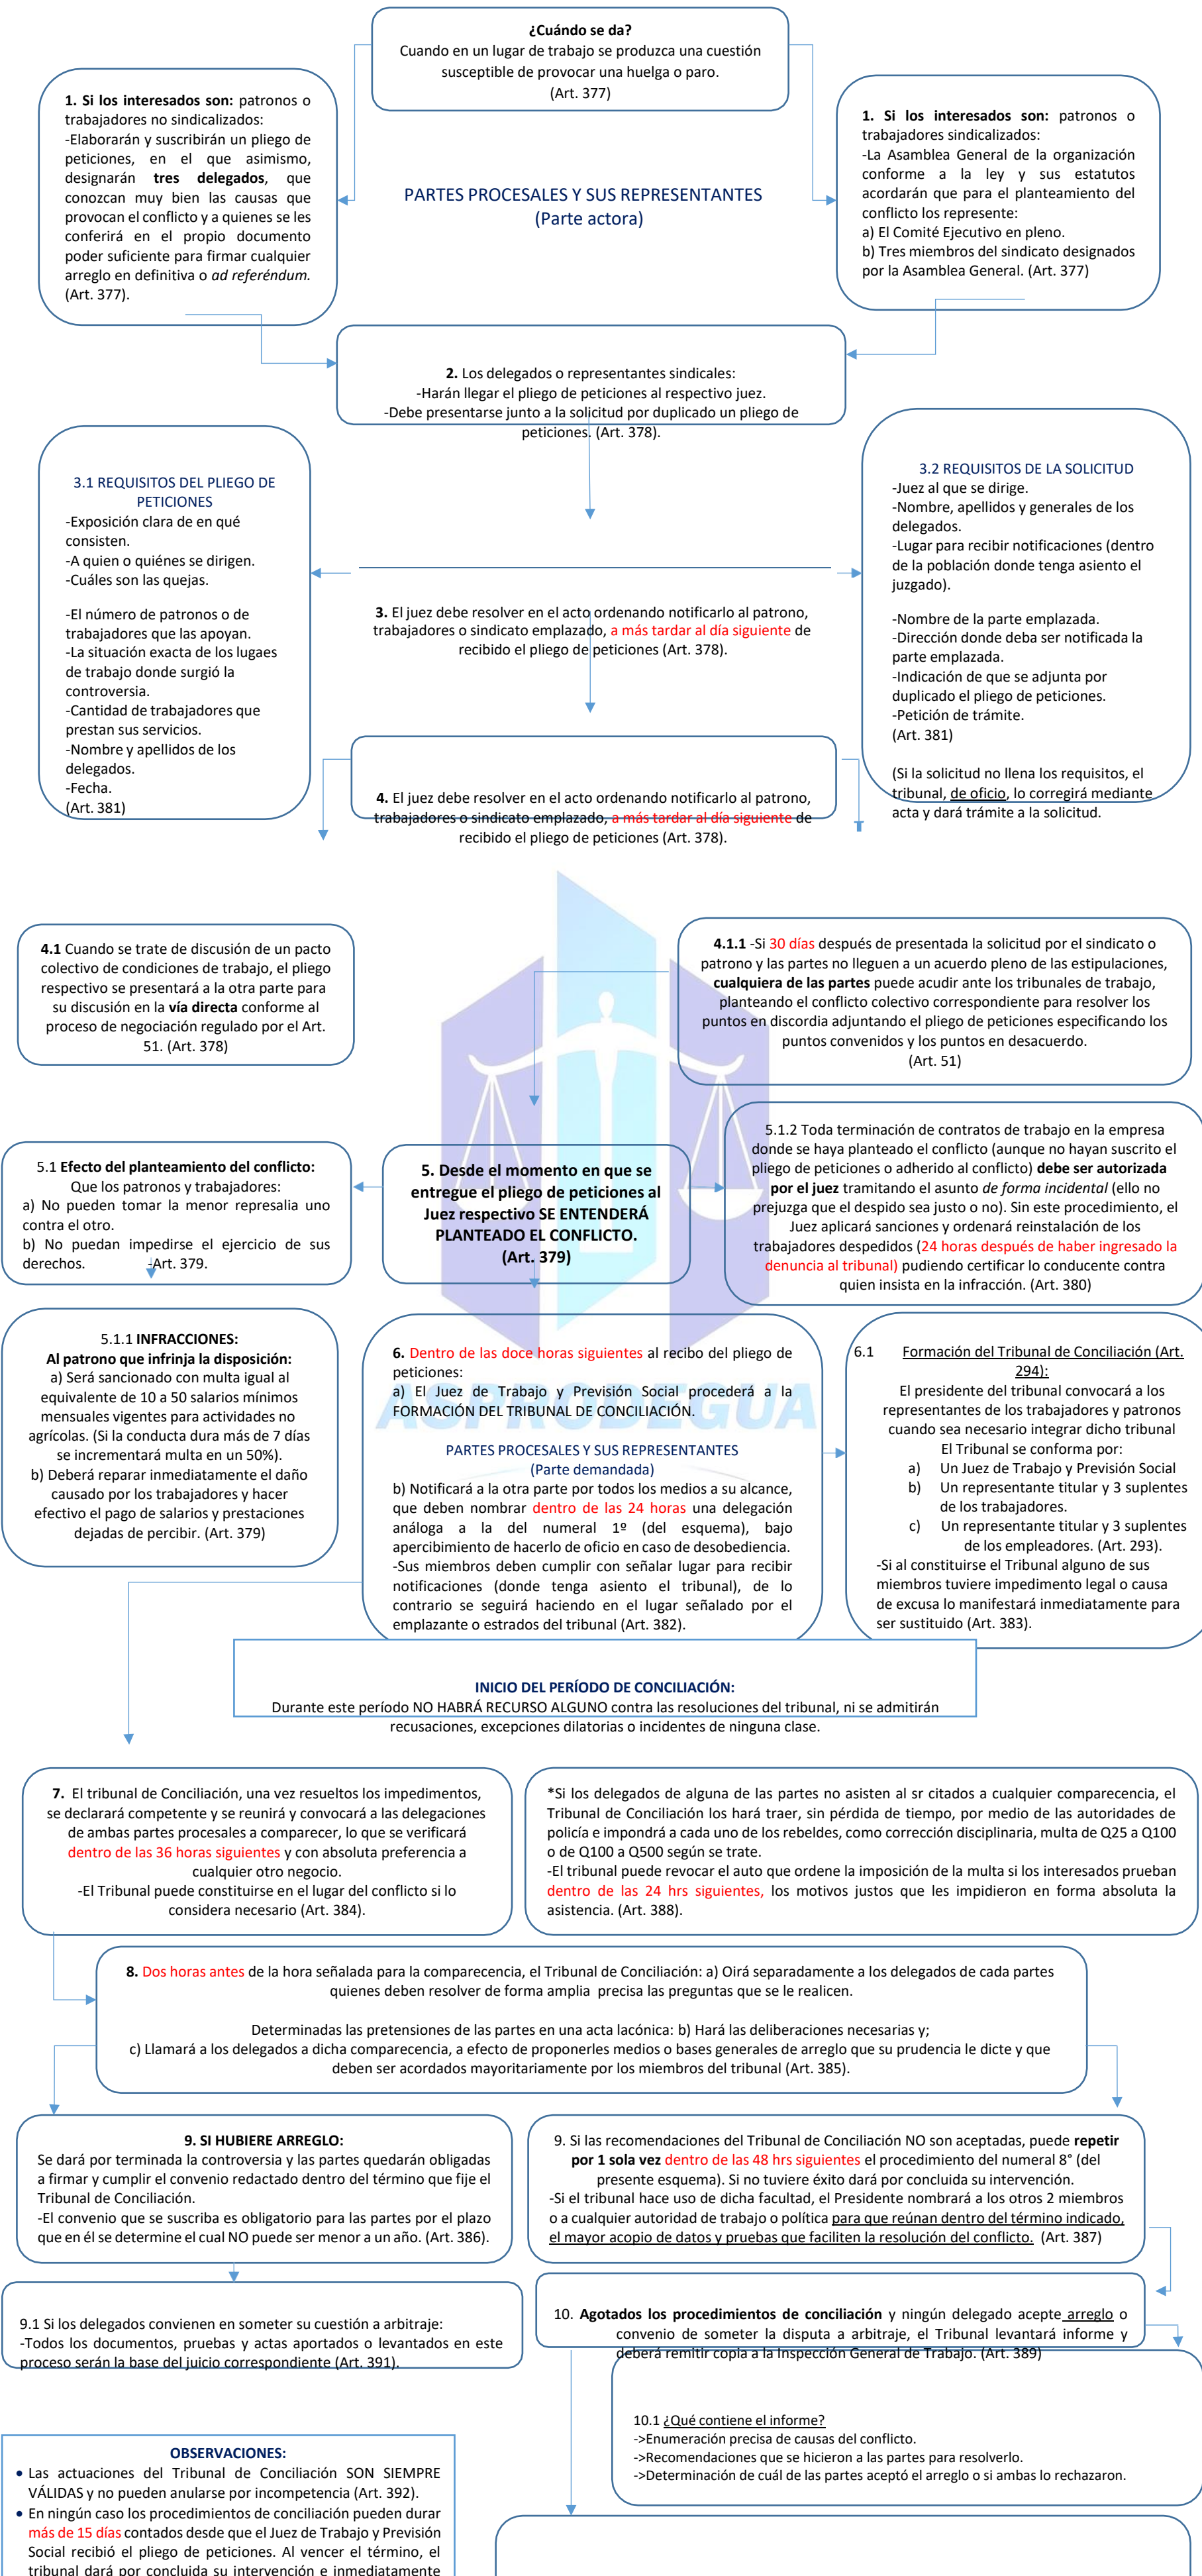 ¿Cuándo se da?
Cuando en un lugar de trabajo se produzca una cuestión
susceptible de provocar una huelga o paro.
(Art. 377)
1. Si los interesados son: patronos o
trabajadores no sindicalizados:
-Elaborarán y suscribirán un pliego de
peticiones, en el que asimismo,
designarán tres delegados, que
conozcan muy bien las causas que
provocan el conflicto y a quienes se les
conferirá en el propio documento
poder suficiente para firmar cualquier
arreglo en definitiva o ad referéndum.
(Art. 377).
PARTES PROCESALES Y SUS REPRESENTANTES
(Parte actora)
1. Si los interesados son: patronos o
trabajadores sindicalizados:
-La Asamblea General de la organización
conforme a la ley y sus estatutos
acordarán que para el planteamiento del
conflicto los represente:
a) El Comité Ejecutivo en pleno.
b) Tres miembros del sindicato designados
por la Asamblea General. (Art. 377)
2. Los delegados o representantes sindicales:
-Harán llegar el pliego de peticiones al respectivo juez.
-Debe presentarse junto a la solicitud por duplicado un pliego de
peticiones. (Art. 378).
3.1 REQUISITOS DEL PLIEGO DE
PETICIONES
-Exposición clara de en qué
consisten.
-A quien o quiénes se dirigen.
-Cuáles son las quejas.
-El número de patronos o de
trabajadores que las apoyan.
-La situación exacta de los lugaes
de trabajo donde surgió la
controversia.
-Cantidad de trabajadores que
prestan sus servicios.
-Nombre y apellidos de los
delegados.
-Fecha.
(Art. 381)
3. El juez debe resolver en el acto ordenando notificarlo al patrono,
trabajadores o sindicato emplazado, a más tardar al día siguiente de
recibido el pliego de peticiones (Art. 378).
3.2 REQUISITOS DE LA SOLICITUD
-Juez al que se dirige.
-Nombre, apellidos y generales de los
delegados.
-Lugar para recibir notificaciones (dentro
de la población donde tenga asiento el
juzgado).
-Nombre de la parte emplazada.
-Dirección donde deba ser notificada la
parte emplazada.
-Indicación de que se adjunta por
duplicado el pliego de peticiones.
-Petición de trámite.
(Art. 381)
(Si la solicitud no llena los requisitos, el
tribunal, de oficio, lo corregirá mediante
acta y dará trámite a la solicitud.
4. El juez debe resolver en el acto ordenando notificarlo al patrono,
trabajadores o sindicato emplazado, a más tardar al día siguiente de
recibido el pliego de peticiones (Art. 378).
4.1 Cuando se trate de discusión de un pacto
colectivo de condiciones de trabajo, el pliego
respectivo se presentará a la otra parte para
su discusión en la vía directa conforme al
proceso de negociación regulado por el Art.
51. (Art. 378)
4.1.1 -Si 30 días después de presentada la solicitud por el sindicato o
patrono y las partes no lleguen a un acuerdo pleno de las estipulaciones,
cualquiera de las partes puede acudir ante los tribunales de trabajo,
planteando el conflicto colectivo correspondiente para resolver los
puntos en discordia adjuntando el pliego de peticiones especificando los
puntos convenidos y los puntos en desacuerdo.
(Art. 51)
5.1 Efecto del planteamiento del conflicto:
Que los patronos y trabajadores:
a) No pueden tomar la menor represalia uno
contra el otro.
b) No puedan impedirse el ejercicio de sus
derechos. -Art. 379.
5. Desde el momento en que se
entregue el pliego de peticiones al
Juez respectivo SE ENTENDERÁ
PLANTEADO EL CONFLICTO.
(Art. 379)
5.1.2 Toda terminación de contratos de trabajo en la empresa
donde se haya planteado el conflicto (aunque no hayan suscrito el
pliego de peticiones o adherido al conflicto) debe ser autorizada
por el juez tramitando el asunto de forma incidental (ello no
prejuzga que el despido sea justo o no). Sin este procedimiento, el
Juez aplicará sanciones y ordenará reinstalación de los
trabajadores despedidos (24 horas después de haber ingresado la
denuncia al tribunal) pudiendo certificar lo conducente contra
quien insista en la infracción. (Art. 380)
5.1.1 INFRACCIONES:
Al patrono que infrinja la disposición:
a) Será sancionado con multa igual al
equivalente de 10 a 50 salarios mínimos
mensuales vigentes para actividades no
agrícolas. (Si la conducta dura más de 7 días
se incrementará multa en un 50%).
b) Deberá reparar inmediatamente el daño
causado por los trabajadores y hacer
efectivo el pago de salarios y prestaciones
dejadas de percibir. (Art. 379)
6. Dentro de las doce horas siguientes al recibo del pliego de
peticiones:
a) El Juez de Trabajo y Previsión Social procederá a la
FORMACIÓN DEL TRIBUNAL DE CONCILIACIÓN.
ASPRODEGUA
PARTES PROCESALES Y SUS REPRESENTANTES
(Parte demandada)
b) Notificará a la otra parte por todos los medios a su alcance,
que deben nombrar dentro de las 24 horas una delegación
análoga a la del numeral 1º (del esquema), bajo
apercibimiento de hacerlo de oficio en caso de desobediencia.
-Sus miembros deben cumplir con señalar lugar para recibir
notificaciones (donde tenga asiento el tribunal), de lo
contrario se seguirá haciendo en el lugar señalado por el
emplazante o estrados del tribunal (Art. 382).
6.1 Formación del Tribunal de Conciliación (Art.
294):
El presidente del tribunal convocará a los
representantes de los trabajadores y patronos
cuando sea necesario integrar dicho tribunal
El Tribunal se conforma por:
a) Un Juez de Trabajo y Previsión Social
b) Un representante titular y 3 suplentes
de los trabajadores.
c) Un representante titular y 3 suplentes
de los empleadores. (Art. 293).
-Si al constituirse el Tribunal alguno de sus
miembros tuviere impedimento legal o causa
de excusa lo manifestará inmediatamente para
ser sustituido (Art. 383).
INICIO DEL PERÍODO DE CONCILIACIÓN:
Durante este período NO HABRÁ RECURSO ALGUNO contra las resoluciones del tribunal, ni se admitirán
recusaciones, excepciones dilatorias o incidentes de ninguna clase.
7. El tribunal de Conciliación, una vez resueltos los impedimentos,
se declarará competente y se reunirá y convocará a las delegaciones
de ambas partes procesales a comparecer, lo que se verificará
dentro de las 36 horas siguientes y con absoluta preferencia a
cualquier otro negocio.
-El Tribunal puede constituirse en el lugar del conflicto si lo
considera necesario (Art. 384).
*Si los delegados de alguna de las partes no asisten al sr citados a cualquier comparecencia, el
Tribunal de Conciliación los hará traer, sin pérdida de tiempo, por medio de las autoridades de
policía e impondrá a cada uno de los rebeldes, como corrección disciplinaria, multa de Q25 a Q100
o de Q100 a Q500 según se trate.
-El tribunal puede revocar el auto que ordene la imposición de la multa si los interesados prueban
dentro de las 24 hrs siguientes, los motivos justos que les impidieron en forma absoluta la
asistencia. (Art. 388).
8. Dos horas antes de la hora señalada para la comparecencia, el Tribunal de Conciliación: a) Oirá separadamente a los delegados de cada partes
quienes deben resolver de forma amplia precisa las preguntas que se le realicen.
Determinadas las pretensiones de las partes en una acta lacónica: b) Hará las deliberaciones necesarias y;
c) Llamará a los delegados a dicha comparecencia, a efecto de proponerles medios o bases generales de arreglo que su prudencia le dicte y que
deben ser acordados mayoritariamente por los miembros del tribunal (Art. 385).
9. SI HUBIERE ARREGLO:
Se dará por terminada la controversia y las partes quedarán obligadas
a firmar y cumplir el convenio redactado dentro del término que fije el
Tribunal de Conciliación.
-El convenio que se suscriba es obligatorio para las partes por el plazo
que en él se determine el cual NO puede ser menor a un año. (Art. 386).
9. Si las recomendaciones del Tribunal de Conciliación NO son aceptadas, puede repetir
por 1 sola vez dentro de las 48 hrs siguientes el procedimiento del numeral 8° (del
presente esquema). Si no tuviere éxito dará por concluida su intervención.
-Si el tribunal hace uso de dicha facultad, el Presidente nombrará a los otros 2 miembros
o a cualquier autoridad de trabajo o política para que reúnan dentro del término indicado,
el mayor acopio de datos y pruebas que faciliten la resolución del conflicto. (Art. 387)
9.1 Si los delegados convienen en someter su cuestión a arbitraje:
-Todos los documentos, pruebas y actas aportados o levantados en este
proceso serán la base del juicio correspondiente (Art. 391).
10. Agotados los procedimientos de conciliación y ningún delegado acepte arreglo o
convenio de someter la disputa a arbitraje, el Tribunal levantará informe y
deberá remitir copia a la Inspección General de Trabajo. (Art. 389)
10.1 ¿Qué contiene el informe?
->Enumeración precisa de causas del conflicto.
->Recomendaciones que se hicieron a las partes para resolverlo.
->Determinación de cuál de las partes aceptó el arreglo o si ambas lo rechazaron.
OBSERVACIONES:
• Las actuaciones del Tribunal de Conciliación SON SIEMPRE
VÁLIDAS y no pueden anularse por incompetencia (Art. 392).
• En ningún caso los procedimientos de conciliación pueden durar
más de 15 días contados desde que el Juez de Trabajo y Previsión
Social recibió el pliego de peticiones. Al vencer el término, el
tribunal dará por concluida su intervención e inmediatamente